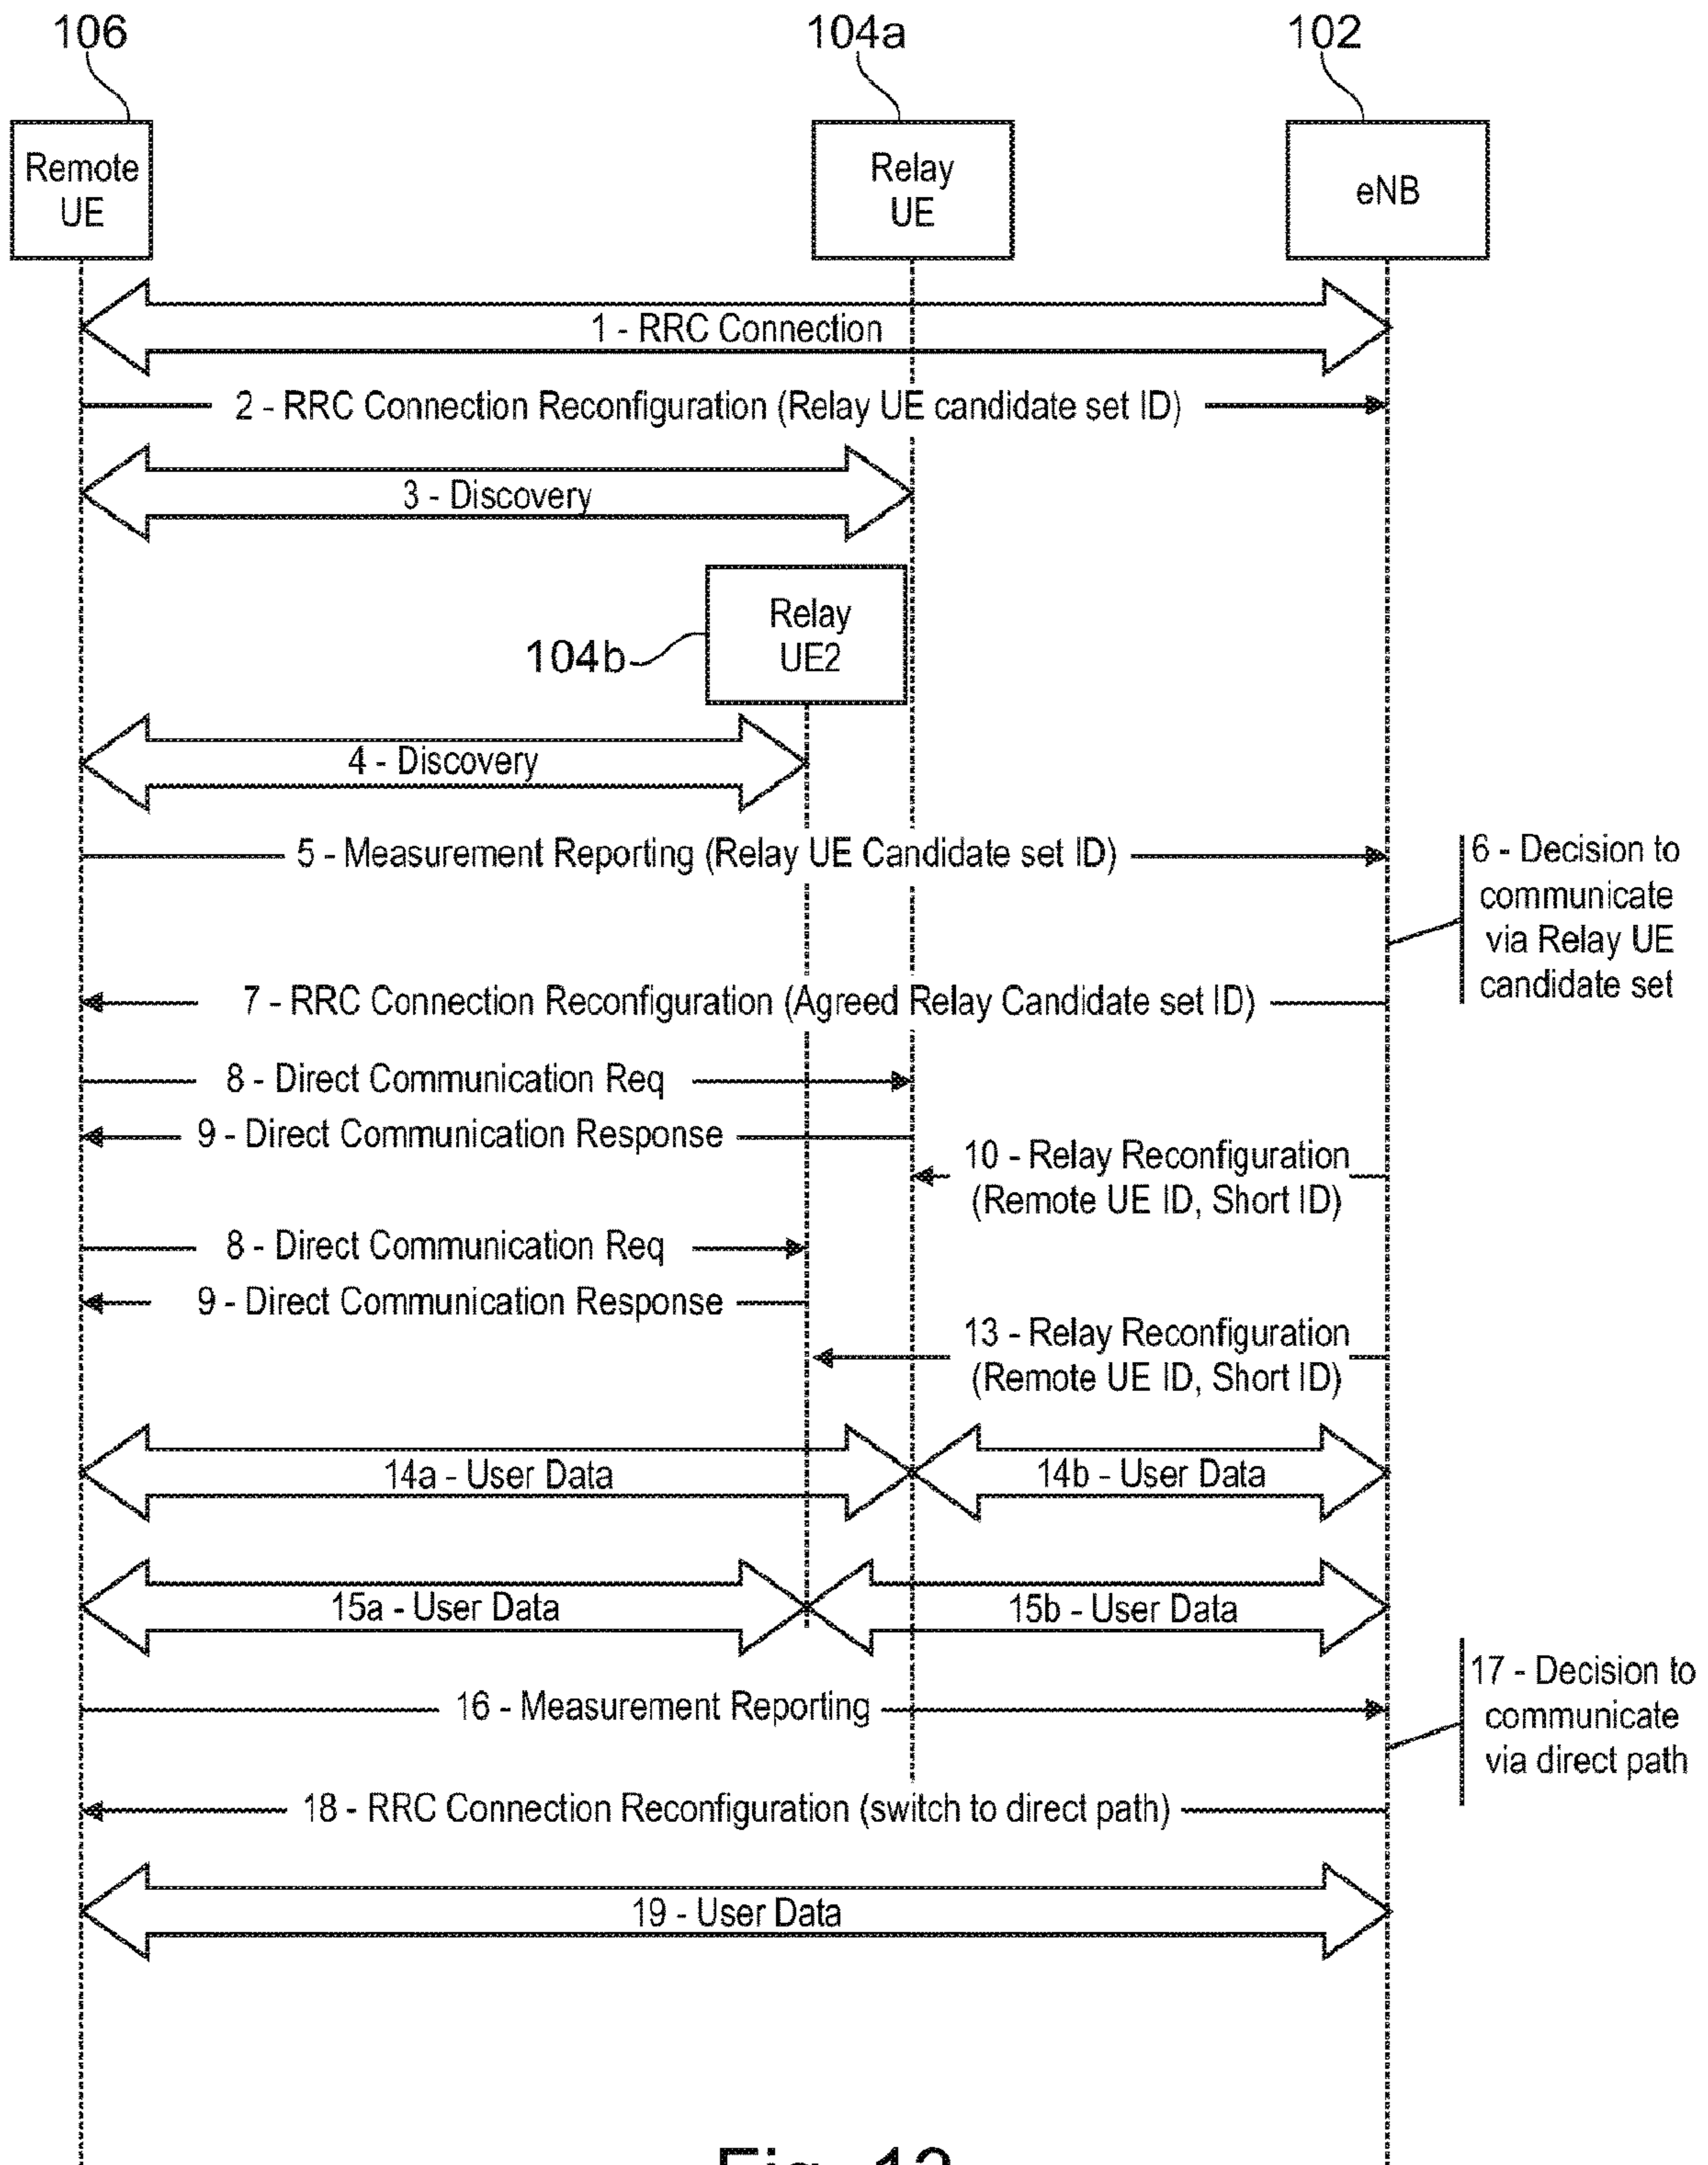 106
104a
102
Remote
UE
Relay
UE
eNB
1 - RRC Connection
2 - RRC Connection Reconfiguration (Relay UE candidate set ID)
3 - Discovery
Relay
UE2
104b
4 - Discovery
5 - Measurement Reporting (Relay UE Candidate set ID)
6 - Decision to
communicate
via Relay UE
candidate set
7 - RRC Connection Reconfiguration (Agreed Relay Candidate set ID)
8 - Direct Communication Req
9 - Direct Communication Response
10 - Relay Reconfiguration
(Remote UE ID, Short ID)
8 - Direct Communication Req
9 - Direct Communication Response
13 - Relay Reconfiguration
(Remote UE ID, Short ID)
14a - User Data
14b - User Data
15a - User Data
15b - User Data
16 - Measurement Reporting
17 - Decision to
communicate
via direct path
18 - RRC Connection Reconfiguration (switch to direct path)
19 - User Data